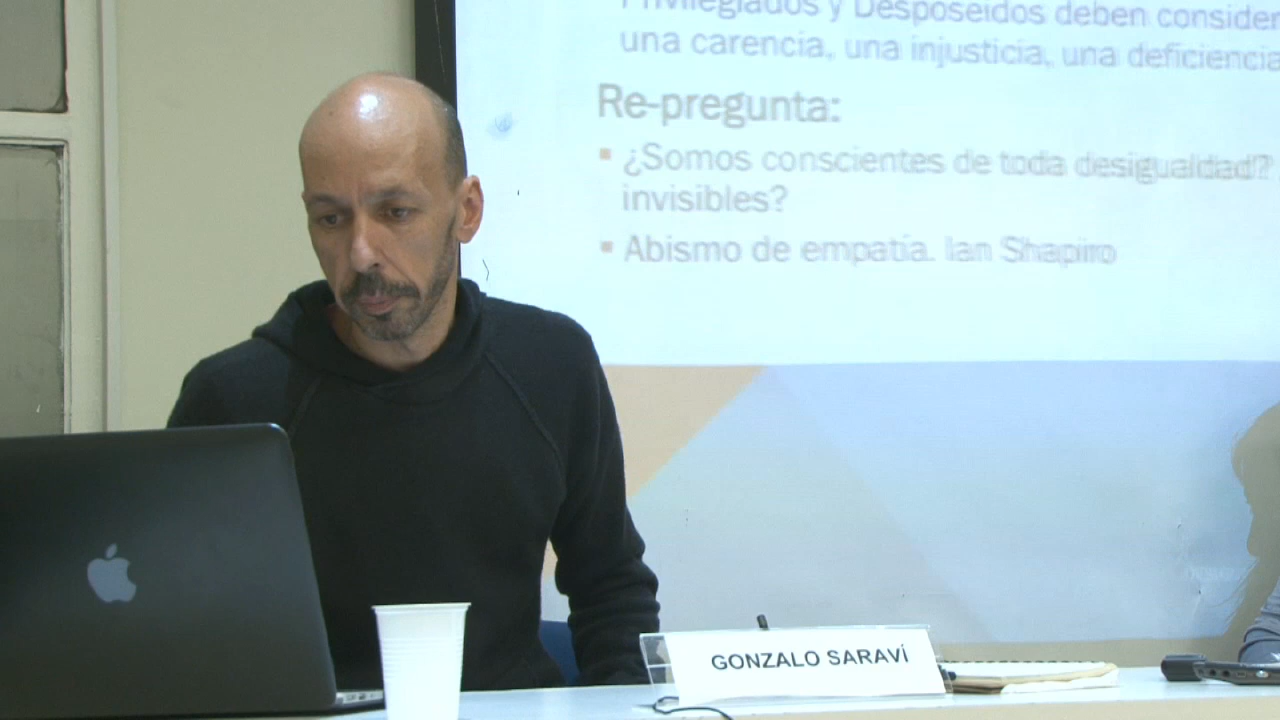 Privilegiados y Desposeidos deben consider
una carencia, una injusticia, una deficiencia
Re-pregunta:
¿Somos conscientes de toda desigualdad?
invisibles?
Abismo de empatía. Ian Shapiro
GONZALO SARAVÍ